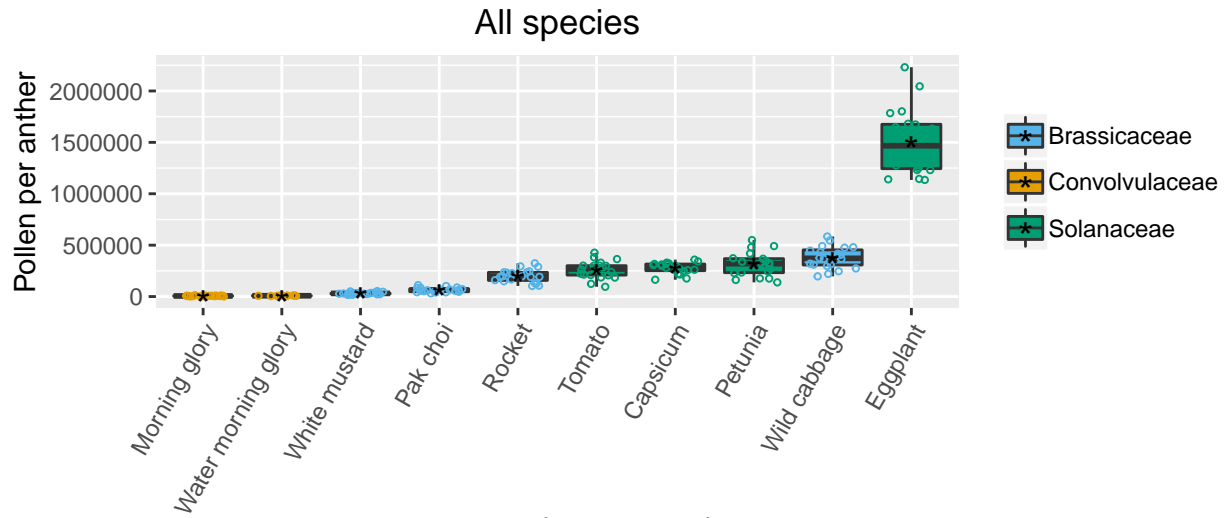 All species
Pollen per anther
2000000
1500000
1000000
500000
0
Morning glory
Water morning glory
White mustard
Pak choi
Rocket
Tomato
Capsicum
Petunia
Wild cabbage
Eggplant
Brassicaceae
Convolvulaceae
Solanaceae